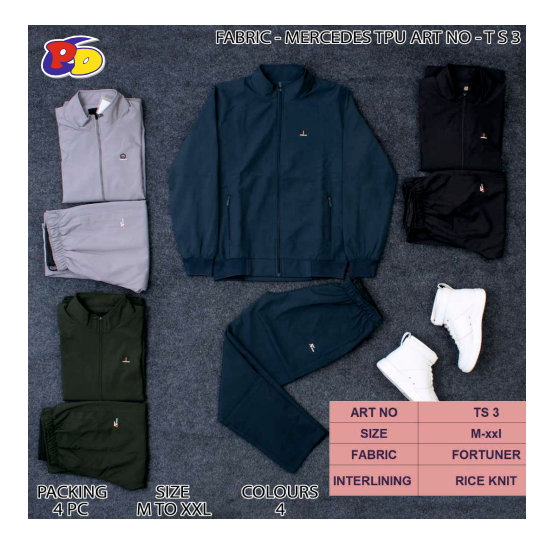 PD
FABRIC - MERCEDES TPU ART NO - T S 3
ART NO TS 3
SIZE M-xxl
FABRIC FORTUNER
INTERLINING RICE KNIT
PACKING SIZE COLOURS
4 PC M TO XXL 4